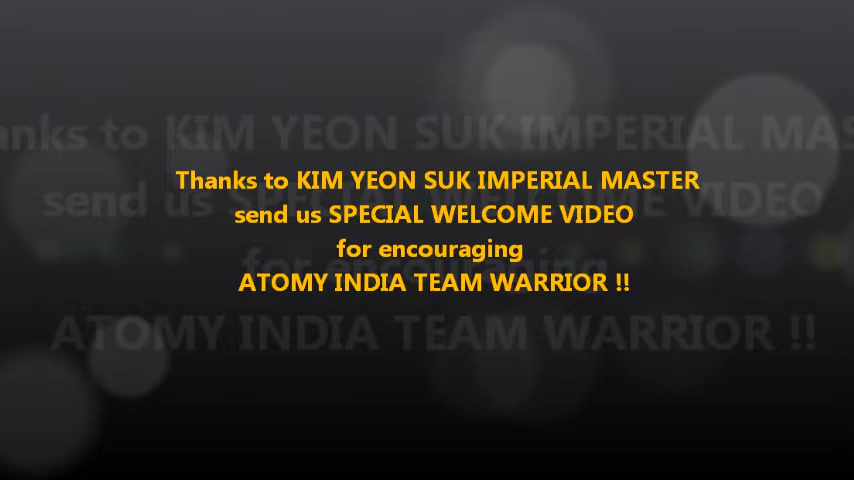 Thanks to KIM YEON SUK IMPERIAL MASTER
send us SPECIAL WELCOME VIDEO
for encouraging
ATOMY INDIA TEAM WARRIOR !!